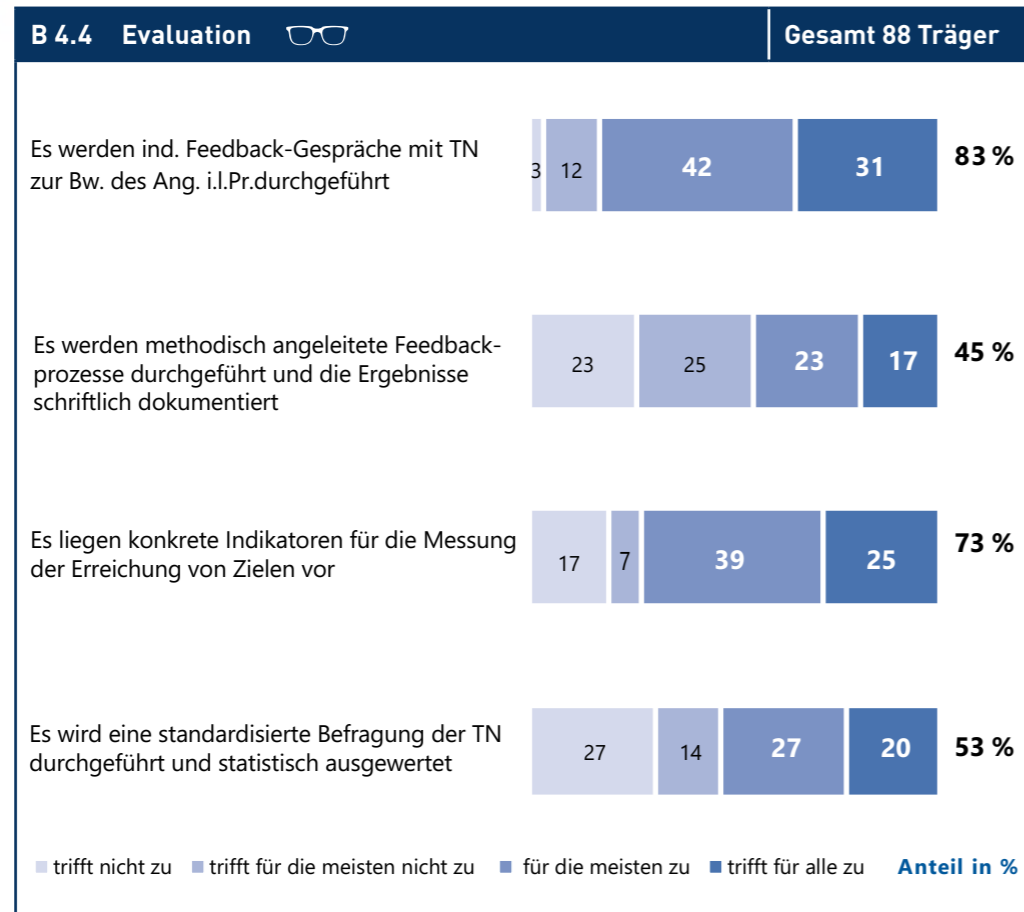 B 4.4 Evaluation Gesamt 88 Träger
Es werden ind. Feedback-Gespräche mit TN
zur Bw. des Ang. i.l.Pr.durchgeführt
3 12 42 31 83 %
Es werden methodisch angeleitete Feedback-
prozesse durchgeführt und die Ergebnisse
schriftlich dokumentiert
23 25 23 17 45 %
Es liegen konkrete Indikatoren für die Messung
der Erreichung von Zielen vor
17 7 39 25 73 %
Es wird eine standardisierte Befragung der TN
durchgeführt und statistisch ausgewertet
27 14 27 20 53 %
trifft nicht zu trifft für die meisten nicht zu für die meisten zu trifft für alle zu Anteil in %